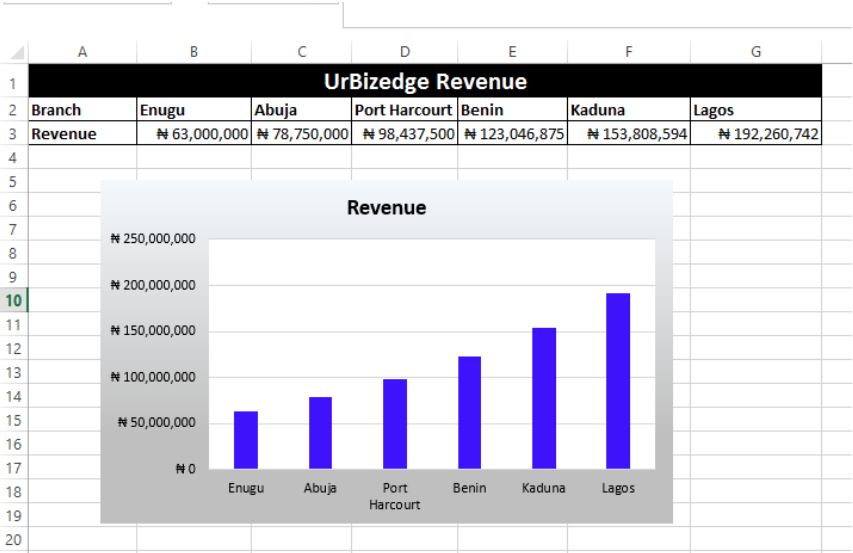 A B C D E F G
1 UrBizedge Revenue
2 Branch Enugu Abuja Port Harcourt Benin Kaduna Lagos
3 Revenue ₦ 63,000,000 ₦ 78,750,000 ₦ 98,437,500 ₦ 123,046,875 ₦ 153,808,594 ₦ 192,260,742
4
5
6 Revenue
7
₦ 250,000,000
8
9
₦ 200,000,000
10
11 ₦ 150,000,000
12
13 ₦ 100,000,000
14
15 ₦ 50,000,000
16
17 ₦ 0
18 Enugu Abuja Port Harcourt Benin Kaduna Lagos
19
20